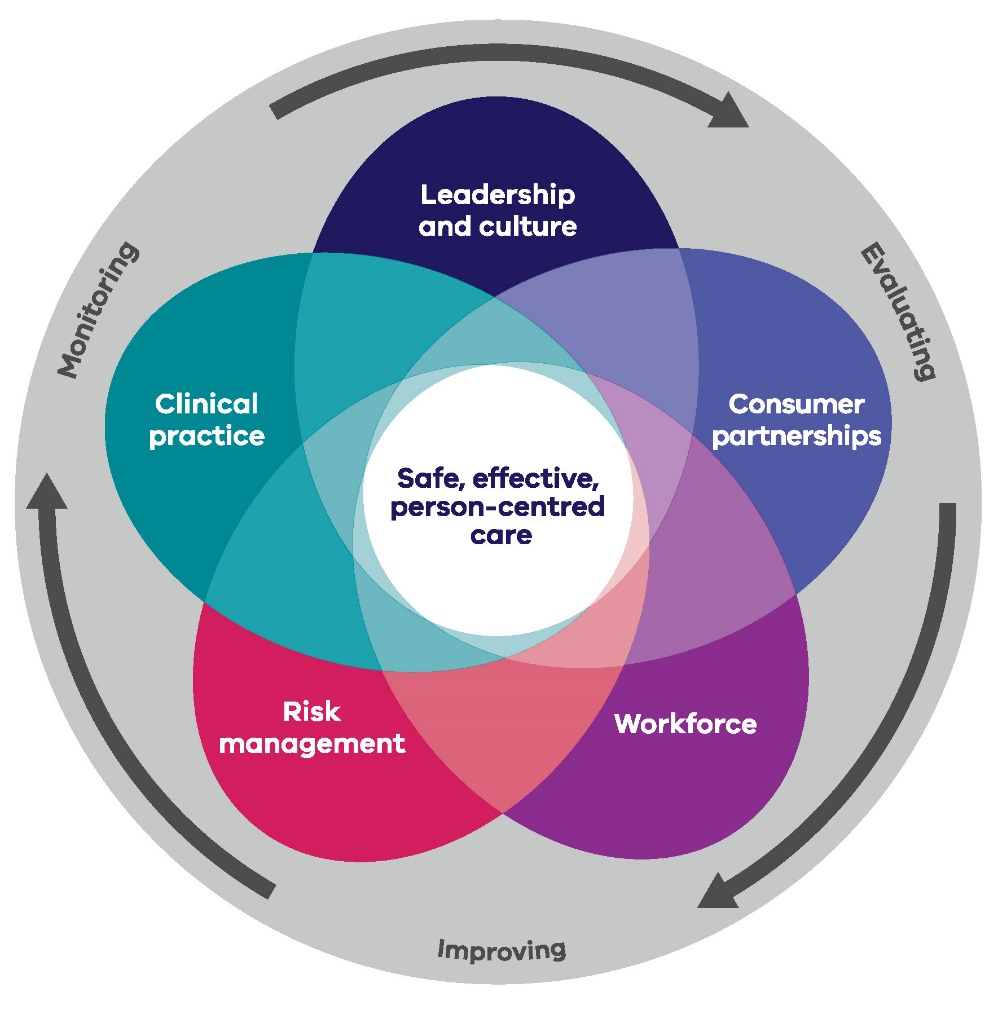 Leadership
and culture
Monitoring
Evaluating
Clinical
practice
Consumer
partnerships
Safe, effective,
person-centred
care
Risk
management
Workforce
Improving